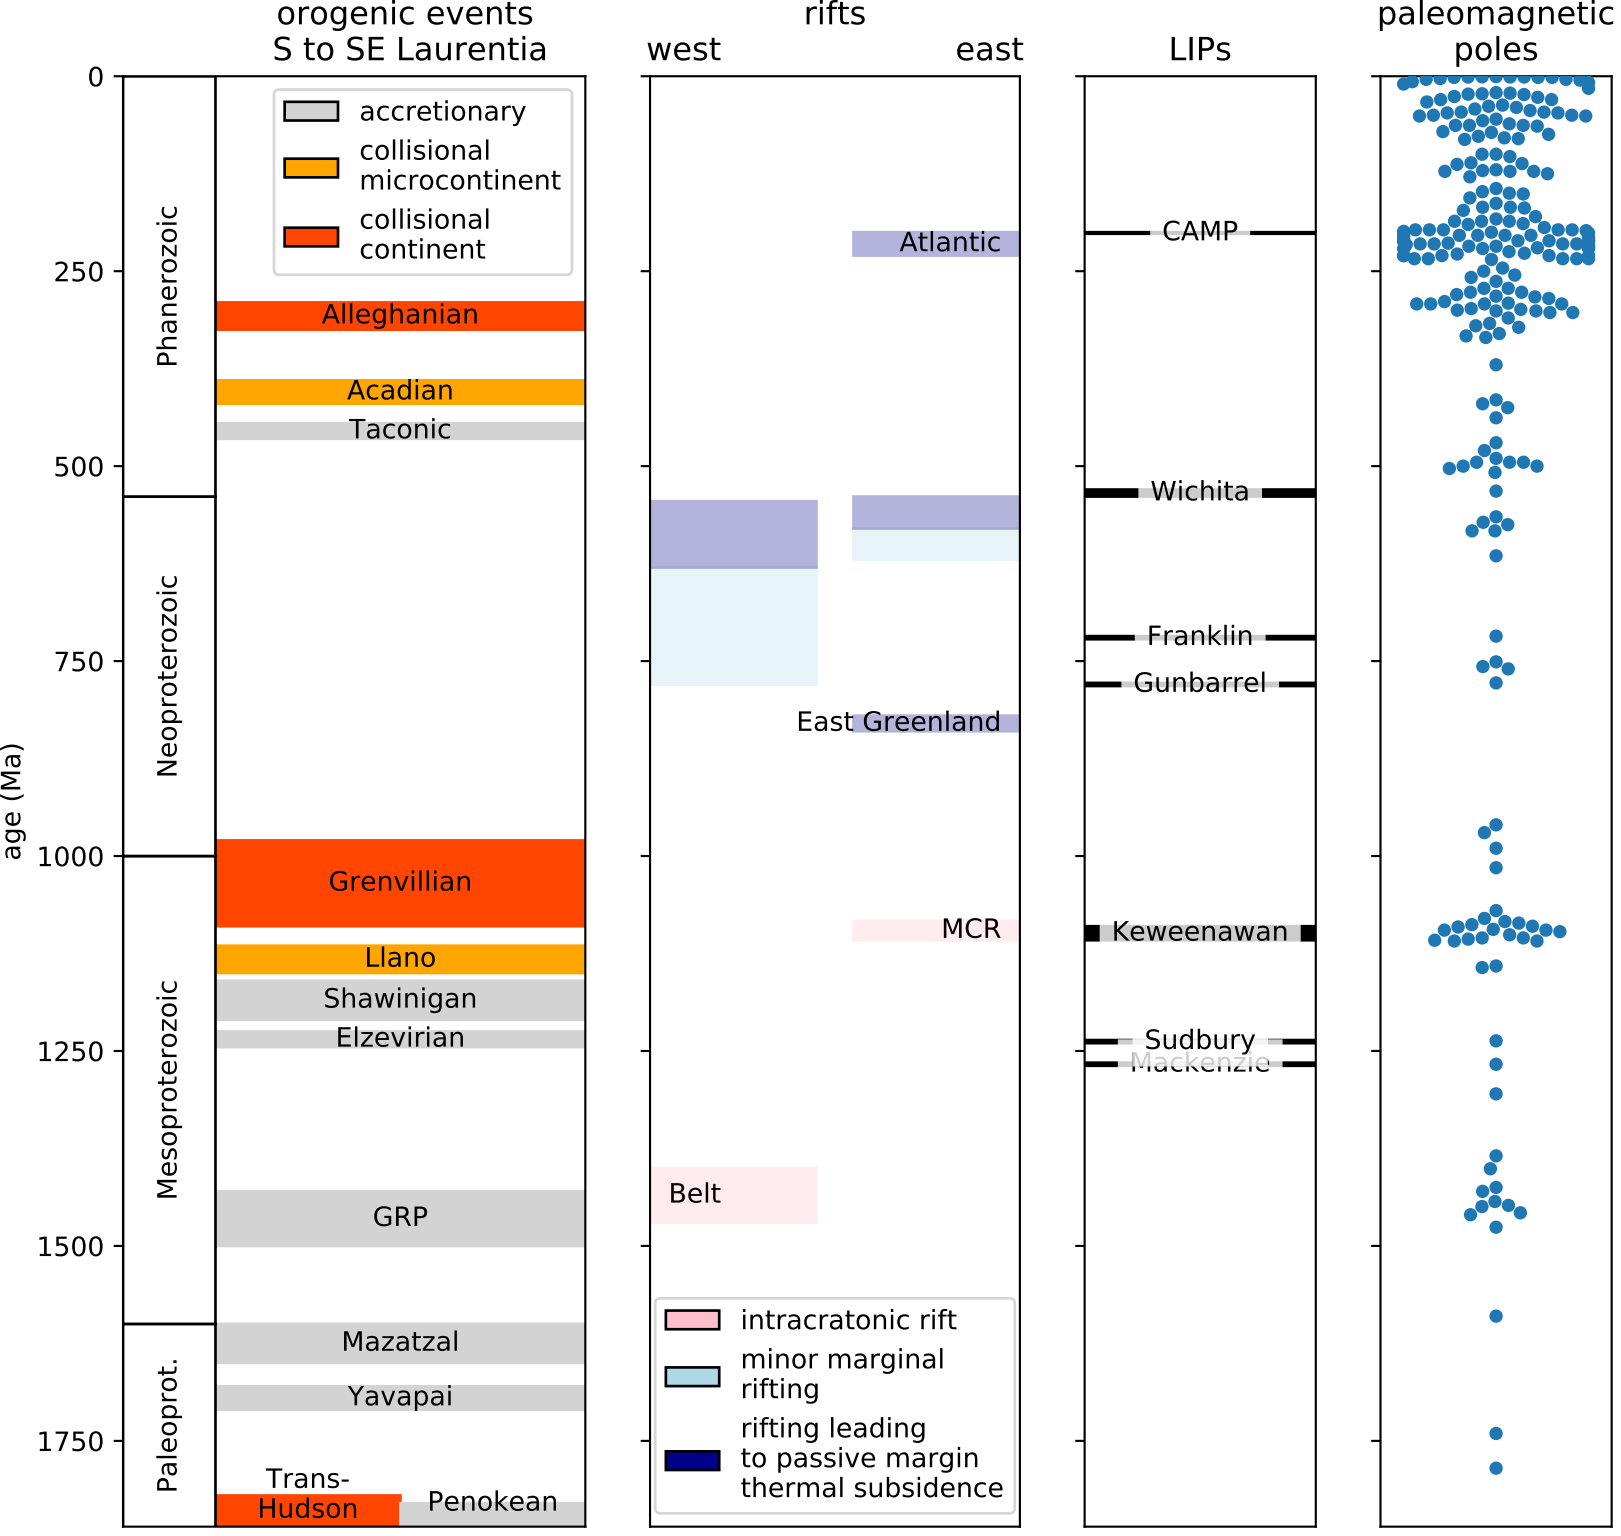 orogenic events
S to SE Laurentia
rifts
west east
LIPs
paleomagnetic
poles
age (Ma)
0
250
500
750
1000
1250
1500
1750
Phanerozoic
Neoproterozoic
Mesoproterozoic
Paleoprot.
accretionary
collisional
microcontinent
collisional
continent
Alleghanian
Acadian
Taconic
Grenvillian
Llano
Shawinigan
Elzevirian
GRP
Mazatzal
Yavapai
Trans-
Hudson
Penokean
Atlantic
East Greenland
MCR
Belt
intracratonic rift
minor marginal
rifting
rifting leading
to passive margin
thermal subsidence
CAMP
Wichita
Franklin
Gunbarrel
Keweenawan
Sudbury
Mackenzie